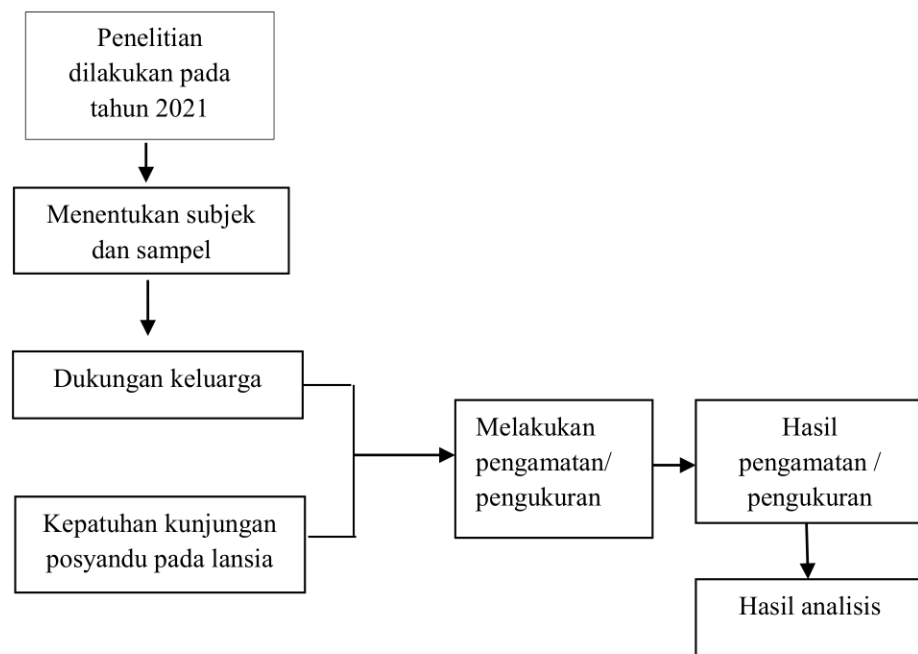 Penelitian
dilakukan pada
tahun 2021
Menentukan subjek
dan sampel
Dukungan keluarga
Kepatuhan kunjungan
posyandu pada lansia
Melakukan
pengamatan/
pengukuran
Hasil
pengamatan /
pengukuran
Hasil analisis